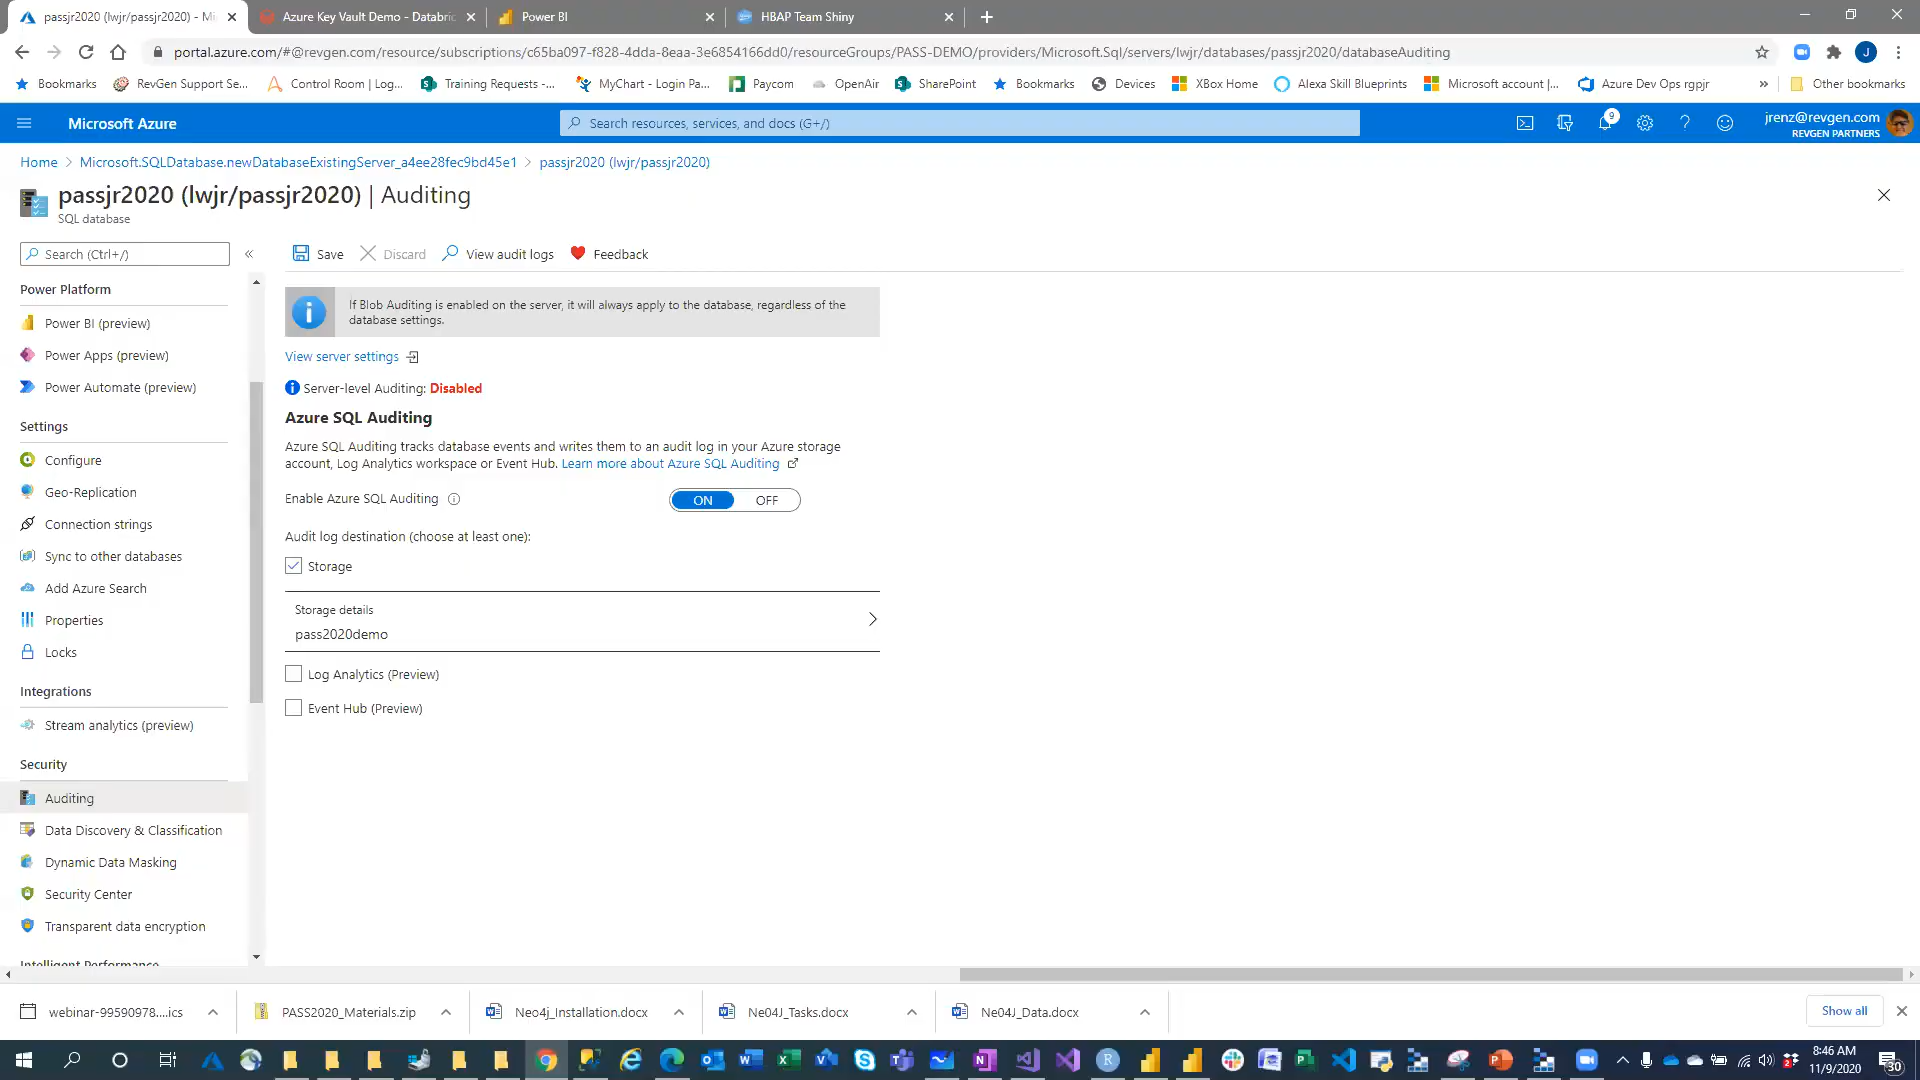 passjr2020 (lwjr/passjr2020) - Mi
Azure Key Vault Demo - Databric
Power BI
HBAP Team Shiny
portal.azure.com/#@revgen.com/resource/subscriptions/c65ba097-f828-4dda-8eaa-3e6854166dd0/resourceGroups/PASS-DEMO/providers/Microsoft.Sql/servers/lwjr/databases/passjr2020/databaseAuditing
J
Bookmarks
RevGen Support Se...
Control Room | Log...
Training Requests -...
MyChart - Login Pa...
Paycom
OpenAir
SharePoint
Bookmarks
Devices
XBox Home
Alexa Skill Blueprints
Microsoft account |...
Azure Dev Ops rgpjr
»
Other bookmarks
Microsoft Azure
Search resources, services, and docs (G+/)
9
jrenz@revgen.com
REVGEN PARTNERS
Home > Microsoft.SQLDatabase.newDatabaseExistingServer_a4ee28fec9bd45e1 > passjr2020 (lwjr/passjr2020)
passjr2020 (lwjr/passjr2020) | Auditing
SQL database
Search (Ctrl+/)
«
Save
Discard
View audit logs
Feedback
Power Platform
Power BI (preview)
Power Apps (preview)
Power Automate (preview)
Settings
Configure
Geo-Replication
Connection strings
Sync to other databases
Add Azure Search
Properties
Locks
Integrations
Stream analytics (preview)
Security
Auditing
Data Discovery & Classification
Dynamic Data Masking
Security Center
Transparent data encryption
Intelligent Performance
If Blob Auditing is enabled on the server, it will always apply to the database, regardless of the
database settings.
View server settings
Server-level Auditing: Disabled
Azure SQL Auditing
Azure SQL Auditing tracks database events and writes them to an audit log in your Azure storage
account, Log Analytics workspace or Event Hub. Learn more about Azure SQL Auditing
Enable Azure SQL Auditing
ON
OFF
Audit log destination (choose at least one):
Storage
Storage details
pass2020demo
Log Analytics (Preview)
Event Hub (Preview)
webinar-99590978....ics
PASS2020_Materials.zip
Neo4j_Installation.docx
Ne04J_Tasks.docx
Ne04J_Data.docx
Show all
8:46 AM
11/9/2020
30